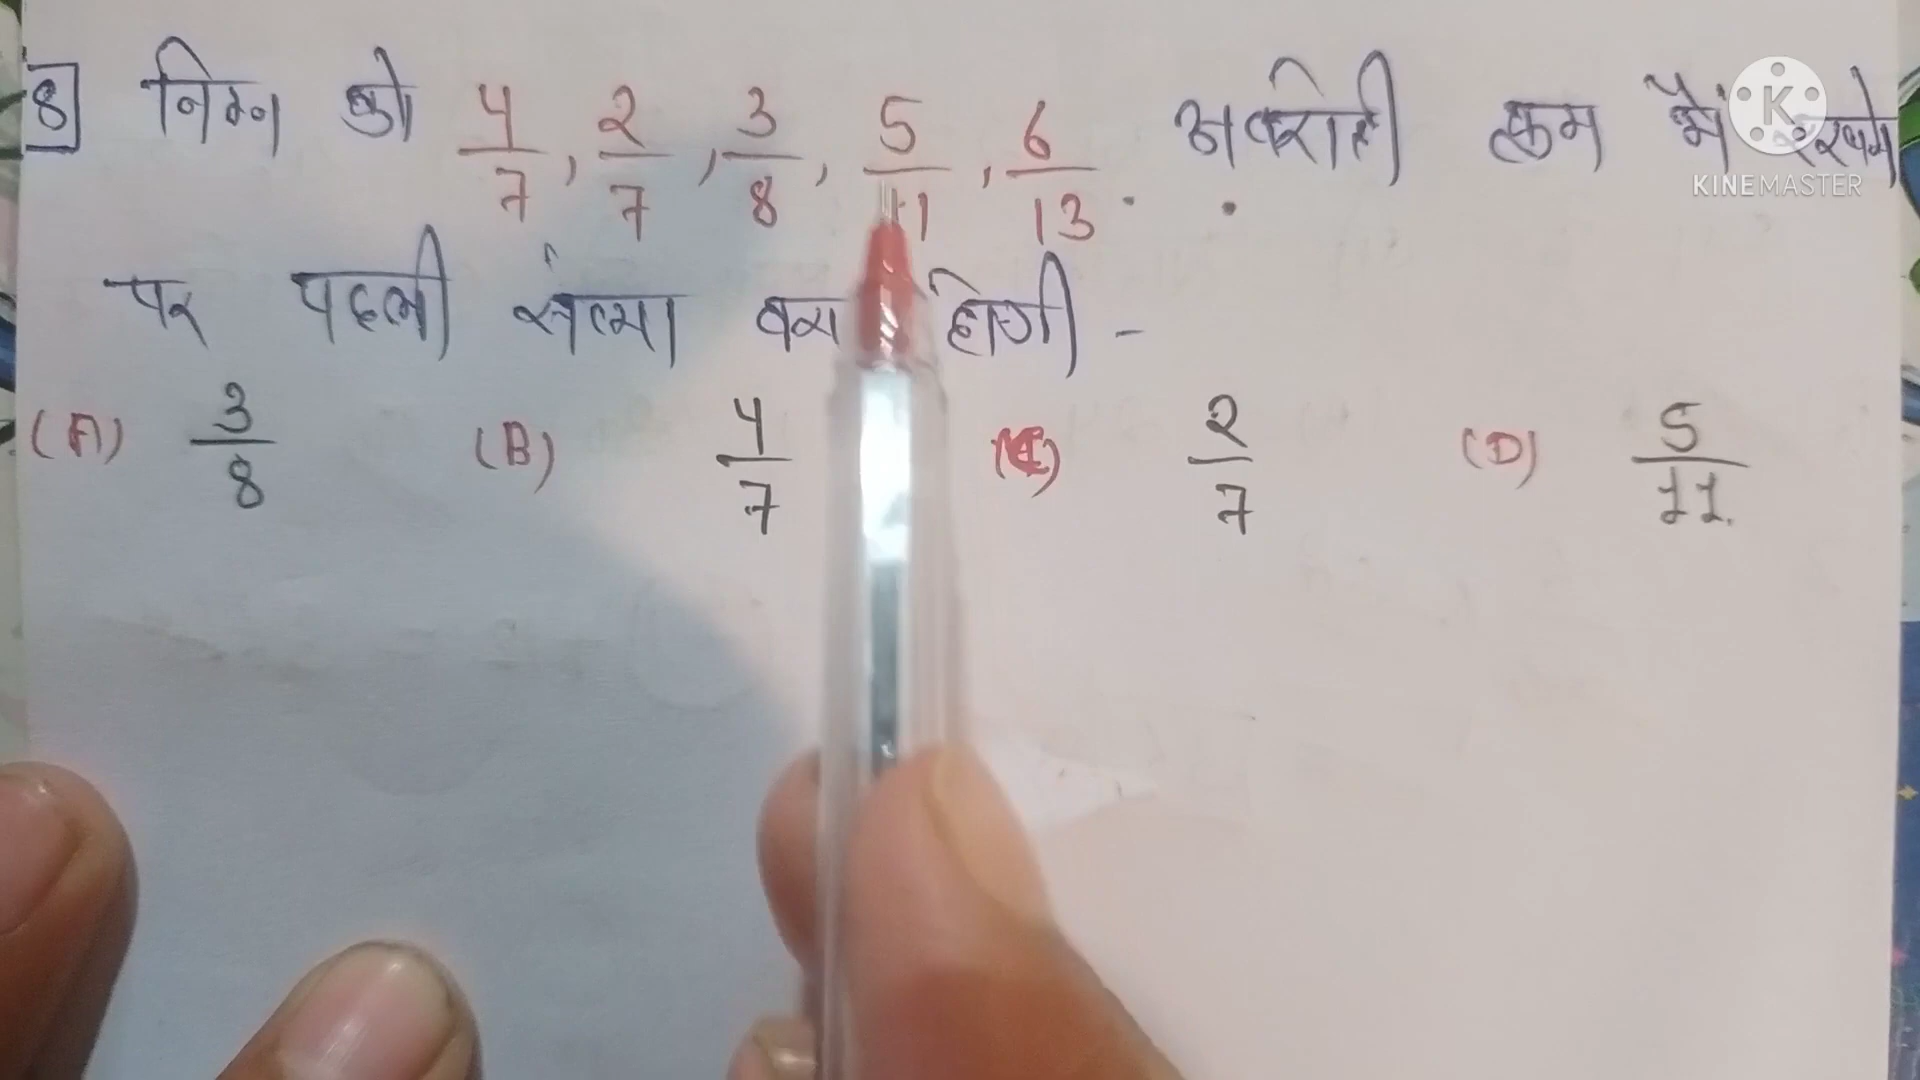 8 निम्न को 4/7, 2/7, 3/8, 5/11, 6/13. अवरोही क्रम में रखने
पर पहली संख्या क्या होगी -
(A) 3/8 (B) 4/7 (C) 2/7 (D) 5/11.
K
KINEMASTER